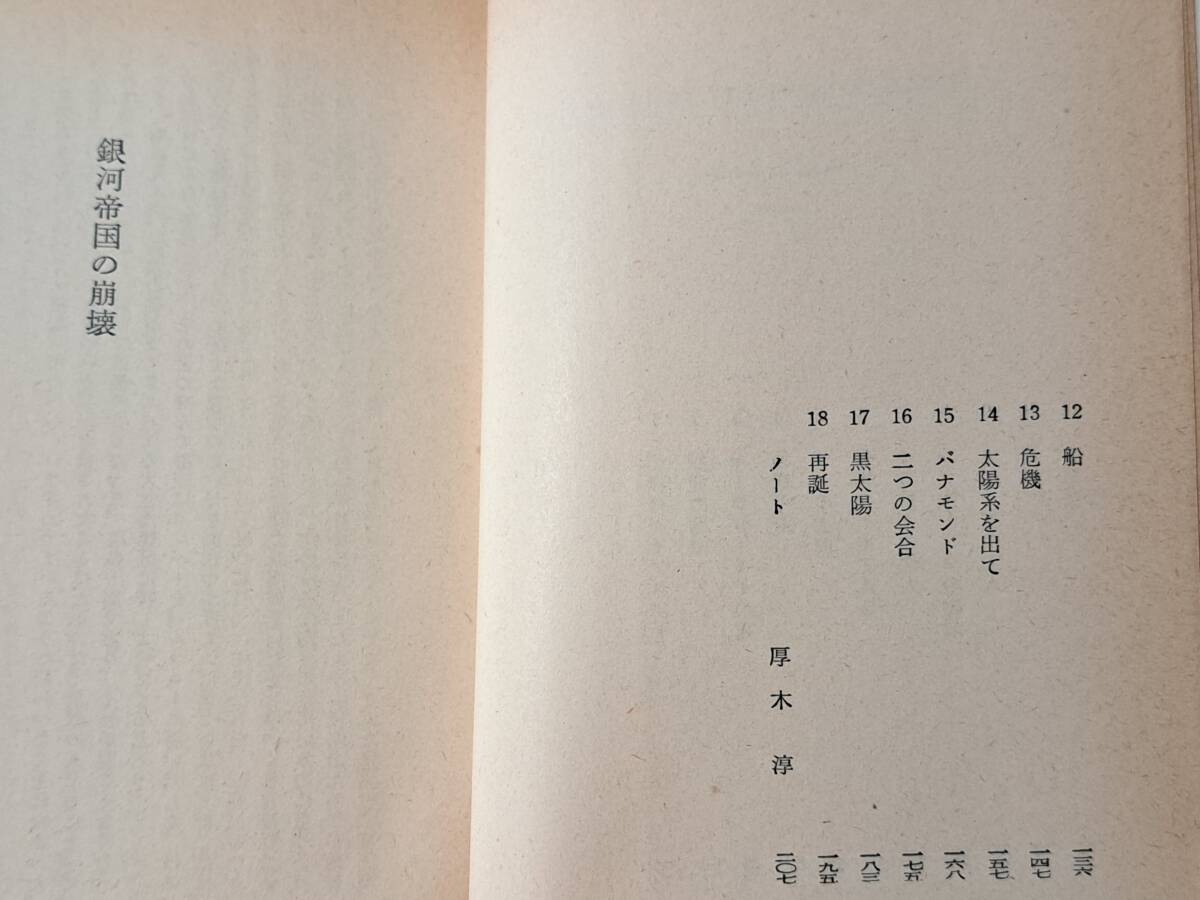 12 船 一三六
13 危機 一四七
14 太陽系を出て 一五七
15 バナモンド 一六八
16 二つの会合 一七五
17 黒太陽 一八三
18 再誕 一九五
ノート 厚木淳 二〇七
銀河帝国の崩壊